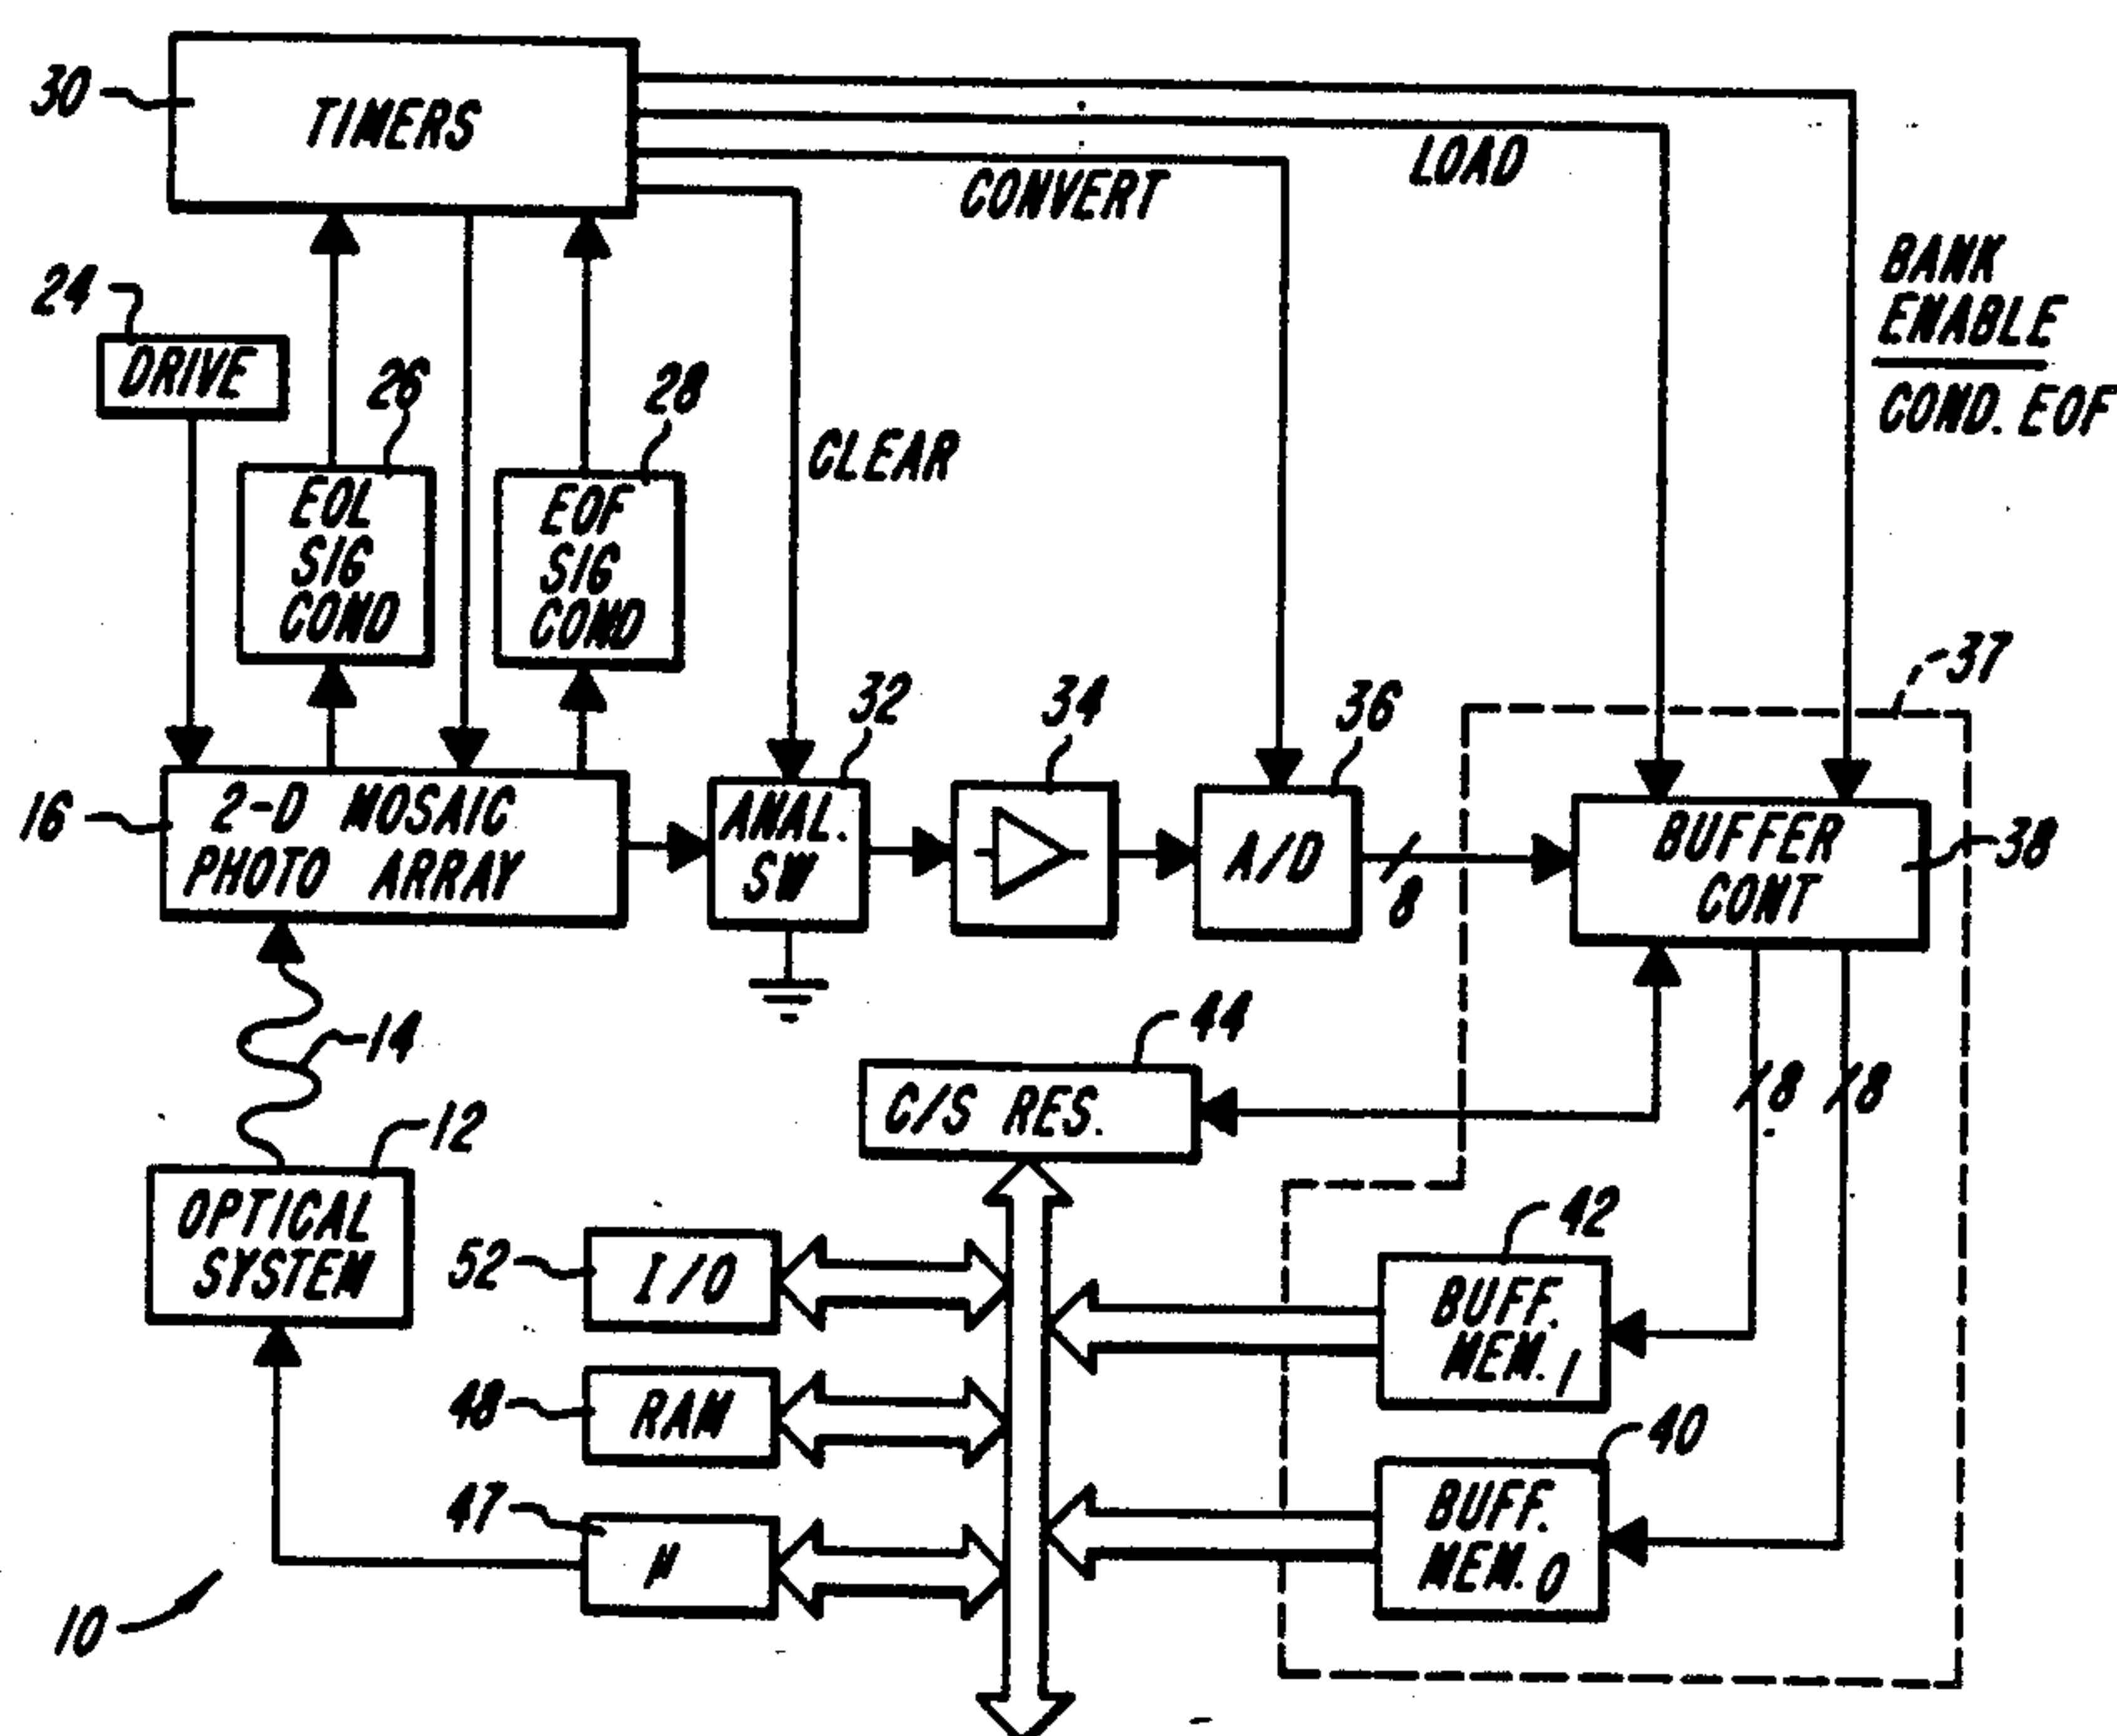 30
TIMERS
LOAD
CONVERT
BANK
ENABLE
COND. EOF
24
DRIVE
26
28
CLEAR
EOL
SIG
COND
EOF
SIG
COND
37
32
34
36
16
2-D MOSAIC
PHOTO ARRAY
ANAL.
SW
A/D
8
BUFFER
CONT
38
14
44
C/S RES.
8
8
12
OPTICAL
SYSTEM
52
I/O
42
BUFF.
MEM. 1
48
RAM
40
BUFF.
MEM. 0
47
μ
10